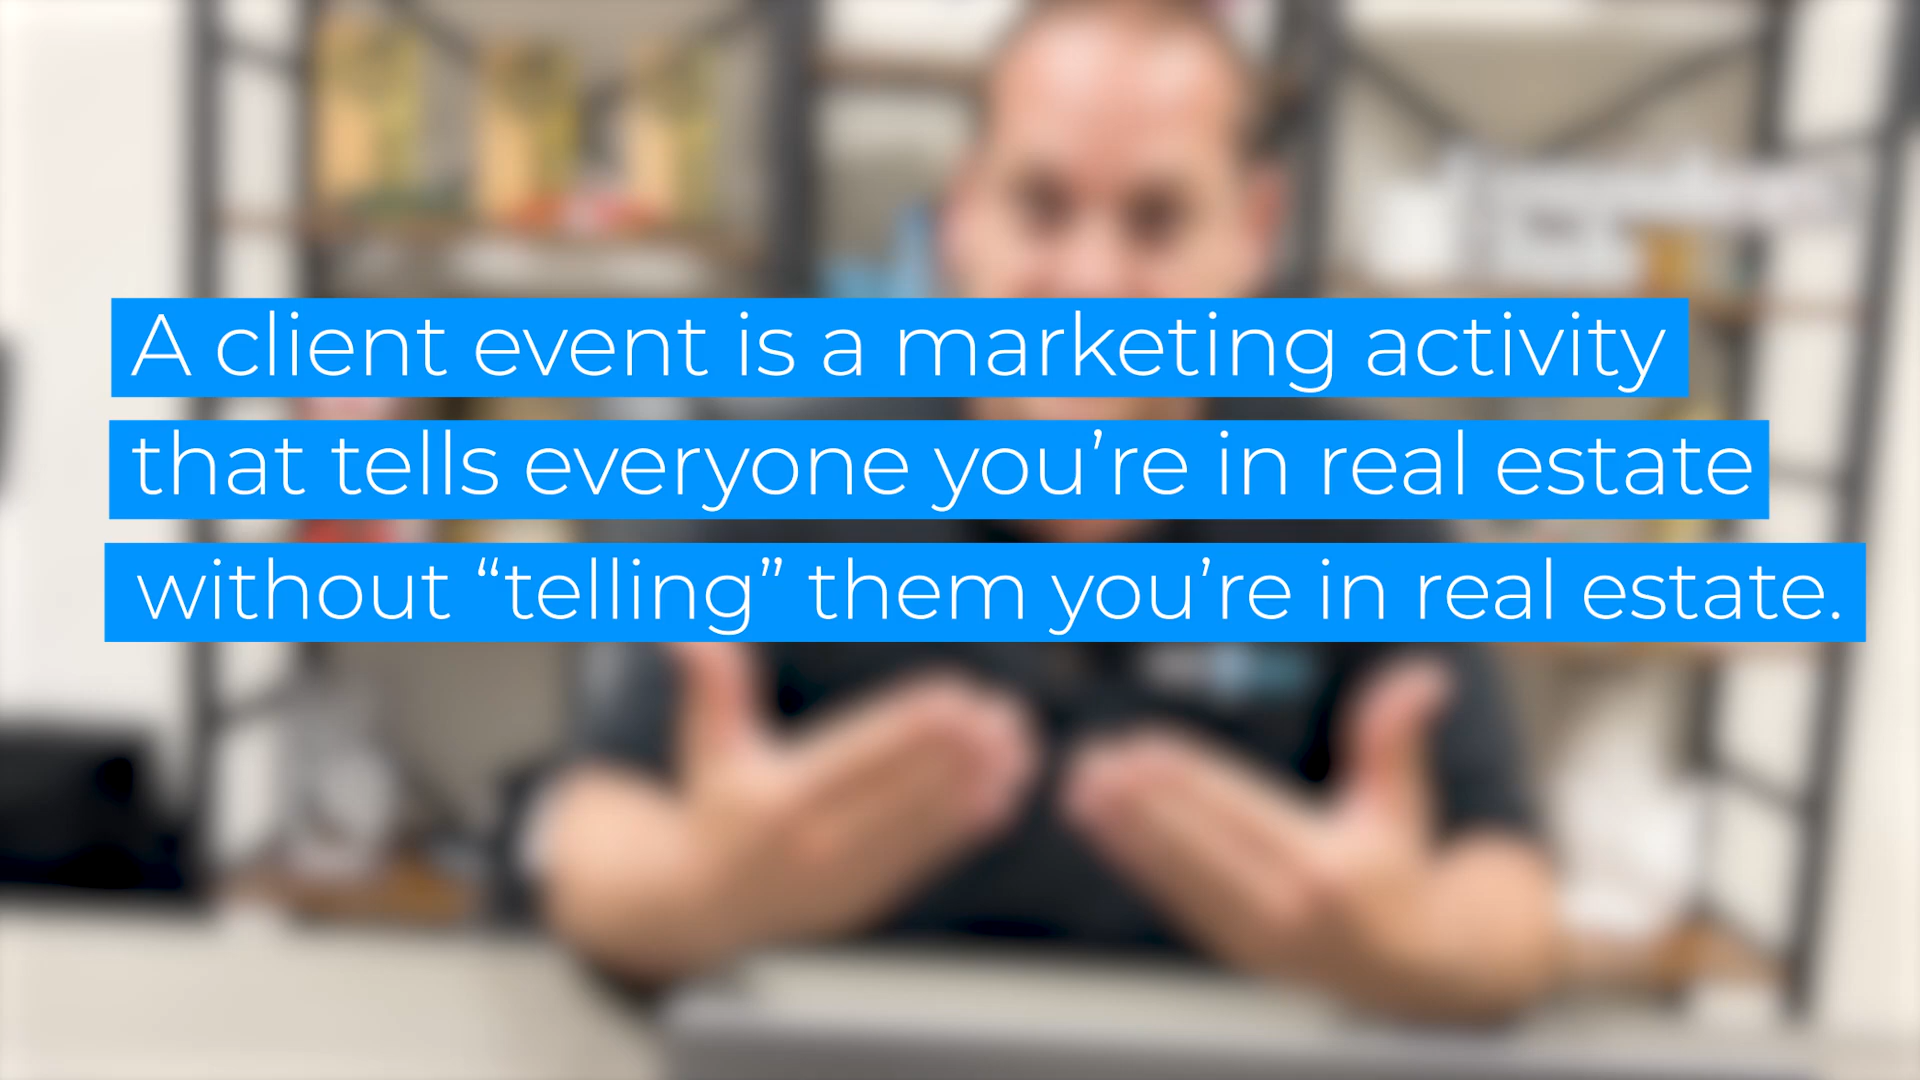 A client event is a marketing activity
that tells everyone you’re in real estate
without “telling” them you’re in real estate.